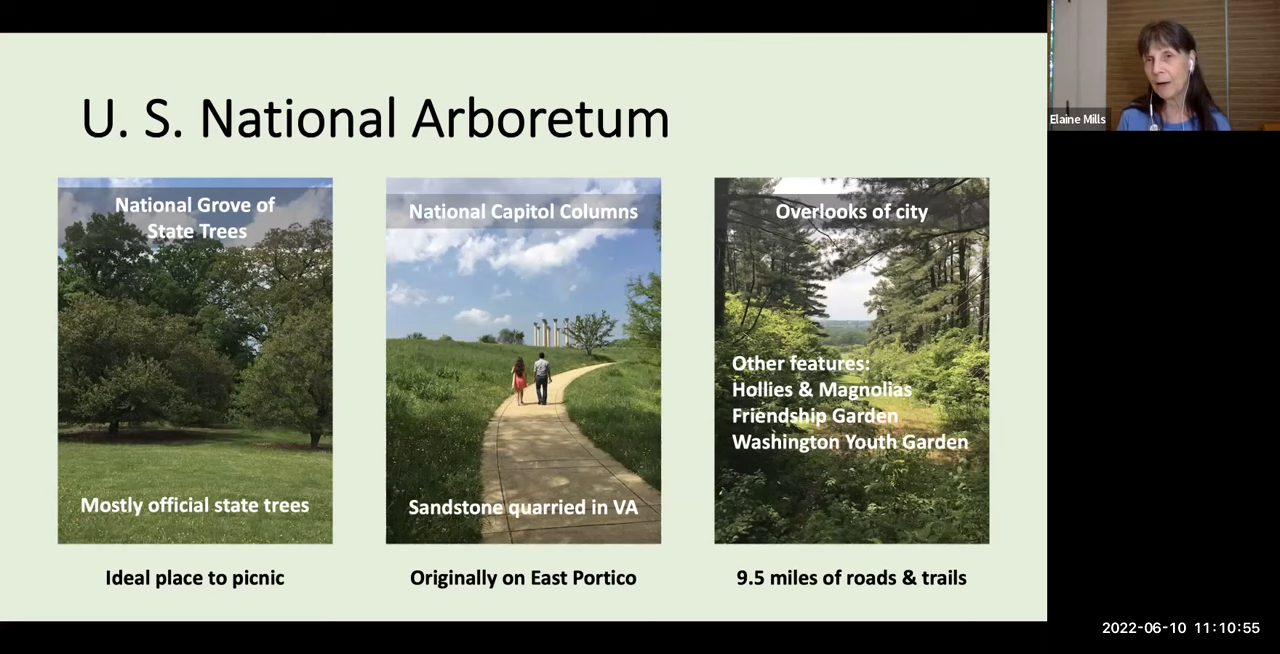 U. S. National Arboretum
National Grove of
State Trees
Mostly official state trees
Ideal place to picnic
National Capitol Columns
Sandstone quarried in VA
Originally on East Portico
Overlooks of city
Other features:
Hollies & Magnolias
Friendship Garden
Washington Youth Garden
9.5 miles of roads & trails
Elaine Mills
2022-06-10 11:10:55